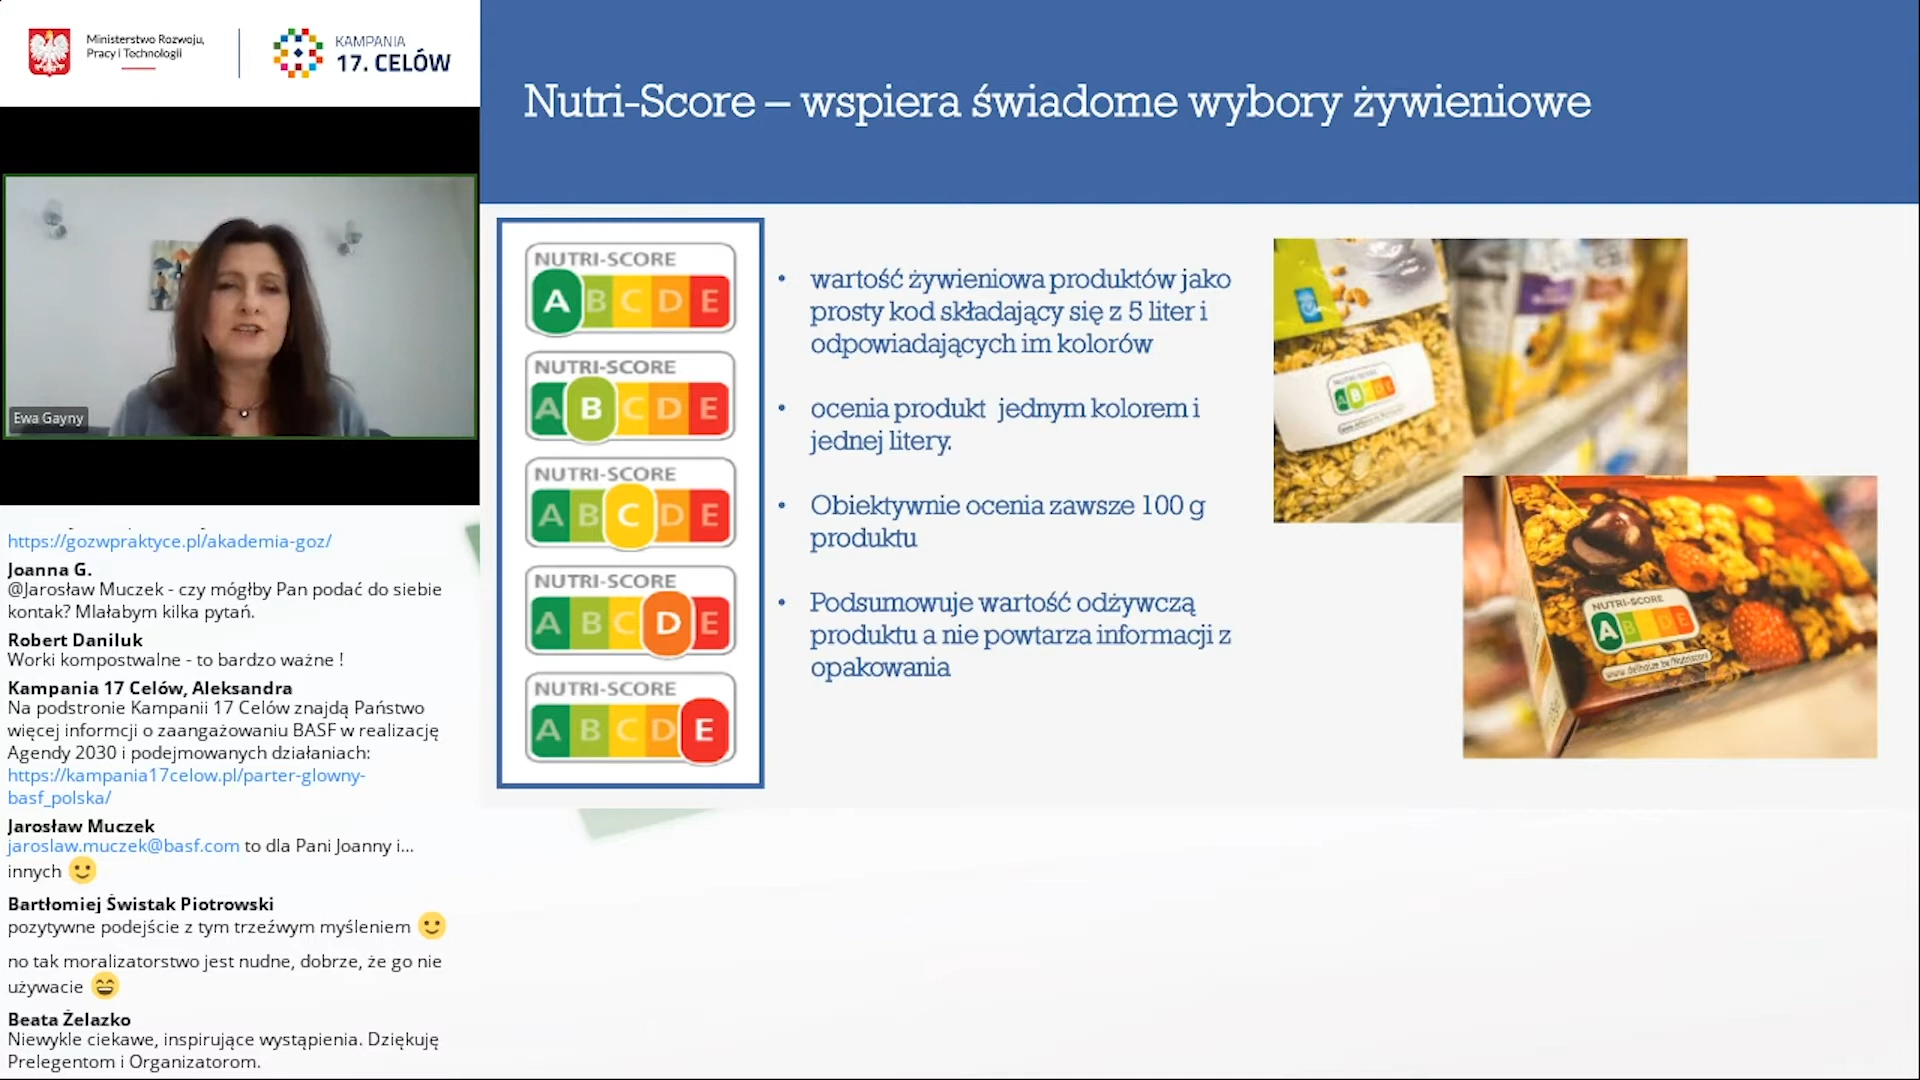 Ministerstwo Rozwoju,
Pracy i Technologii
KAMPANIA
17. CELÓW
Ewa Gayny
https://gozwpraktyce.pl/akademia-goz/
Joanna G.
@Jarosław Muczek - czy mógłby Pan podać do siebie
kontak? MIałabym kilka pytań.
Robert Daniluk
Worki kompostwalne - to bardzo ważne !
Kampania 17 Celów, Aleksandra
Na podstronie Kampanii 17 Celów znajdą Państwo
więcej informcji o zaangażowaniu BASF w realizację
Agendy 2030 i podejmowanych działaniach:
https://kampania17celow.pl/parter-glowny-
basf_polska/
Jarosław Muczek
jaroslaw.muczek@basf.com to dla Pani Joanny i...
innych 🙂
Bartłomiej Świstak Piotrowski
pozytywne podejście z tym trzeźwym myśleniem 🙂
no tak moralizatorstwo jest nudne, dobrze, że go nie
używacie 😄
Beata Żelazko
Niewykle ciekawe, inspirujące wystąpienia. Dziękuję
Prelegentom i Organizatorom.
Nutri-Score – wspiera świadome wybory żywieniowe
NUTRI-SCORE
A B C D E
NUTRI-SCORE
A B C D E
NUTRI-SCORE
A B C D E
NUTRI-SCORE
A B C D E
NUTRI-SCORE
A B C D E
• wartość żywieniowa produktów jako
prosty kod składający się z 5 liter i
odpowiadających im kolorów
• ocenia produkt jednym kolorem i
jednej litery.
• Obiektywnie ocenia zawsze 100 g
produktu
• Podsumowuje wartość odżywczą
produktu a nie powtarza informacji z
opakowania
NUTRI-SCORE
A B C D E
NUTRI-SCORE
A B C D E
www.delhaize.be/Nutriscore